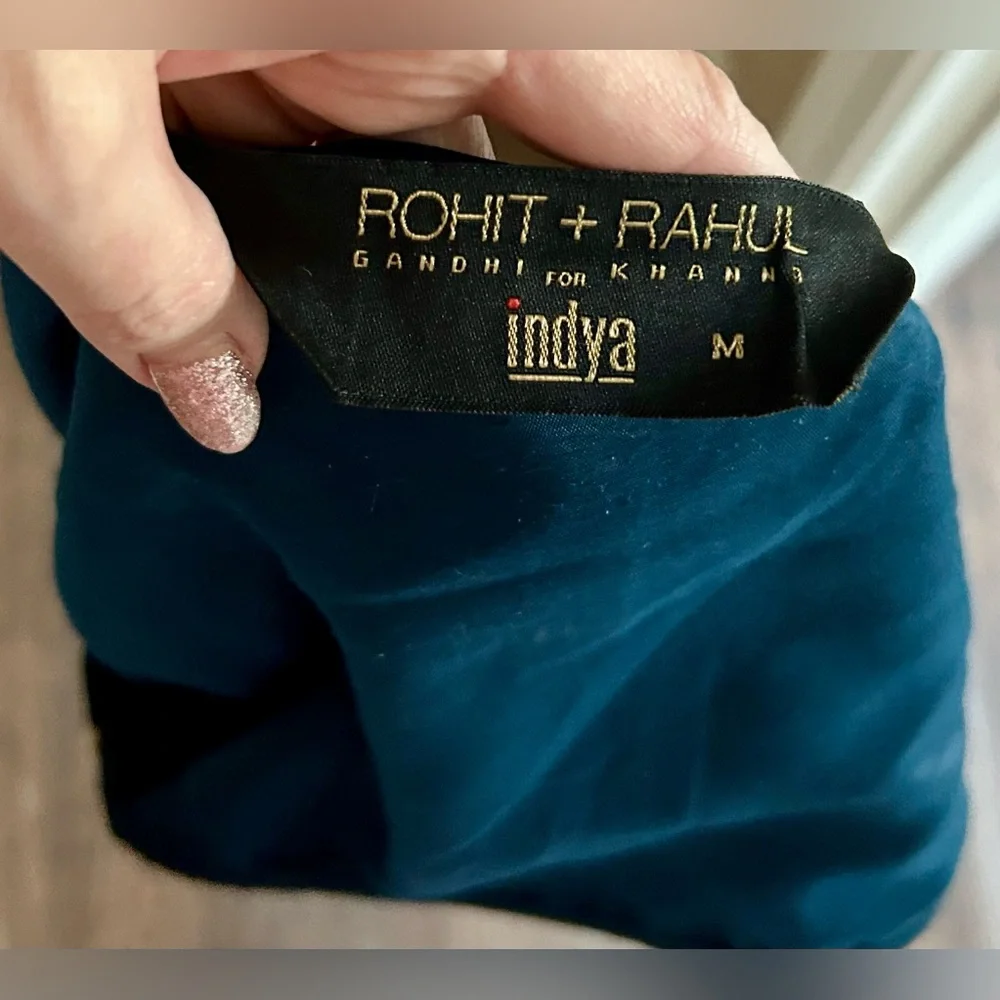 ROHIT + RAHUL
GANDHI FOR KHANNA
indya M